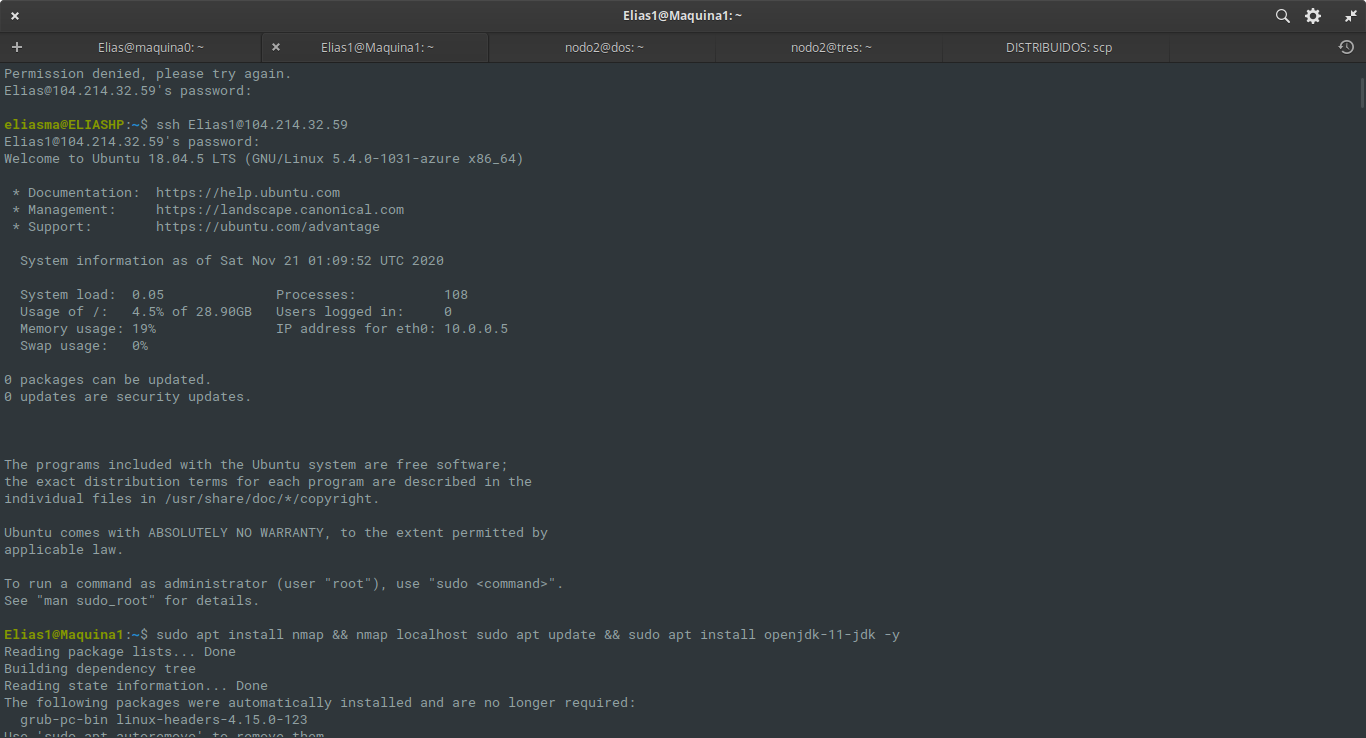 Elias1@Maquina1: ~
Elias@maquina0: ~
Elias1@Maquina1: ~
nodo2@dos: ~
nodo2@tres: ~
DISTRIBUIDOS: scp
Permission denied, please try again.
Elias@104.214.32.59's password:
eliasma@ELIASHP:~$ ssh Elias1@104.214.32.59
Elias1@104.214.32.59's password:
Welcome to Ubuntu 18.04.5 LTS (GNU/Linux 5.4.0-1031-azure x86_64)
* Documentation:  https://help.ubuntu.com
* Management:     https://landscape.canonical.com
* Support:        https://ubuntu.com/advantage
System information as of Sat Nov 21 01:09:52 UTC 2020
System load:  0.05              Processes:           108
Usage of /:   4.5% of 28.90GB   Users logged in:     0
Memory usage: 19%               IP address for eth0: 10.0.0.5
Swap usage:   0%
0 packages can be updated.
0 updates are security updates.
The programs included with the Ubuntu system are free software;
the exact distribution terms for each program are described in the
individual files in /usr/share/doc/*/copyright.
Ubuntu comes with ABSOLUTELY NO WARRANTY, to the extent permitted by
applicable law.
To run a command as administrator (user "root"), use "sudo <command>".
See "man sudo_root" for details.
Elias1@Maquina1:~$ sudo apt install nmap && nmap localhost sudo apt update && sudo apt install openjdk-11-jdk -y
Reading package lists... Done
Building dependency tree
Reading state information... Done
The following packages were automatically installed and are no longer required:
grub-pc-bin linux-headers-4.15.0-123
Use 'sudo apt autoremove' to remove them.